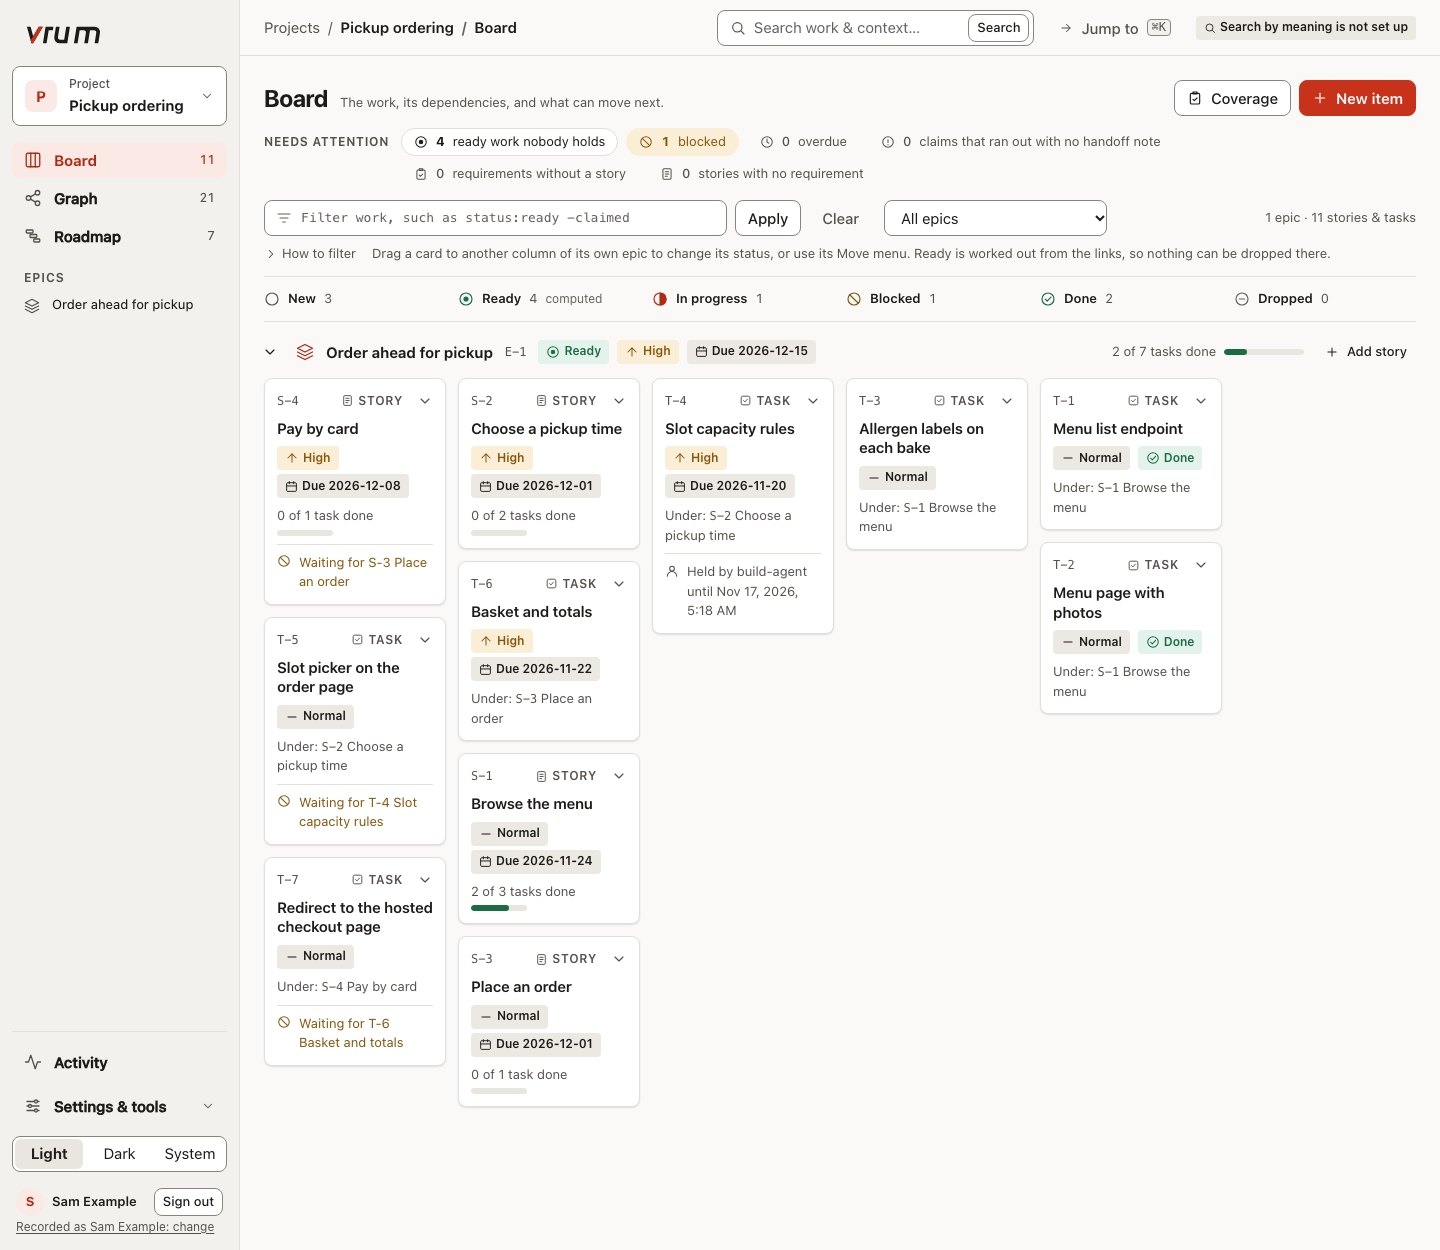 vrum
Project
P
Pickup ordering
Board 11
Graph 21
Roadmap 7
EPICS
Order ahead for pickup
Activity
Settings & tools
Light Dark System
S Sam Example Sign out
Recorded as Sam Example: change
Projects / Pickup ordering / Board
Search work & context... Search
Jump to ⌘K
Search by meaning is not set up
Board The work, its dependencies, and what can move next.
Coverage
New item
NEEDS ATTENTION 4 ready work nobody holds 1 blocked 0 overdue 0 claims that ran out with no handoff note
0 requirements without a story 0 stories with no requirement
Filter work, such as status:ready -claimed Apply Clear All epics 1 epic · 11 stories & tasks
How to filter Drag a card to another column of its own epic to change its status, or use its Move menu. Ready is worked out from the links, so nothing can be dropped there.
New 3 Ready 4 computed In progress 1 Blocked 1 Done 2 Dropped 0
Order ahead for pickup E-1 Ready High Due 2026-12-15 2 of 7 tasks done Add story
S-4 STORY
Pay by card
High
Due 2026-12-08
0 of 1 task done
Waiting for S-3 Place
an order
T-5 TASK
Slot picker on the
order page
Normal
Under: S-2 Choose a
pickup time
Waiting for T-4 Slot
capacity rules
T-7 TASK
Redirect to the hosted
checkout page
Normal
Under: S-4 Pay by card
Waiting for T-6
Basket and totals
S-2 STORY
Choose a pickup time
High
Due 2026-12-01
0 of 2 tasks done
T-6 TASK
Basket and totals
High
Due 2026-11-22
Under: S-3 Place an
order
S-1 STORY
Browse the menu
Normal
Due 2026-11-24
2 of 3 tasks done
S-3 STORY
Place an order
Normal
Due 2026-12-01
0 of 1 task done
T-4 TASK
Slot capacity rules
High
Due 2026-11-20
Under: S-2 Choose a
pickup time
Held by build-agent
until Nov 17, 2026,
5:18 AM
T-3 TASK
Allergen labels on
each bake
Normal
Under: S-1 Browse the
menu
T-1 TASK
Menu list endpoint
Normal Done
Under: S-1 Browse the
menu
T-2 TASK
Menu page with
photos
Normal Done
Under: S-1 Browse the
menu